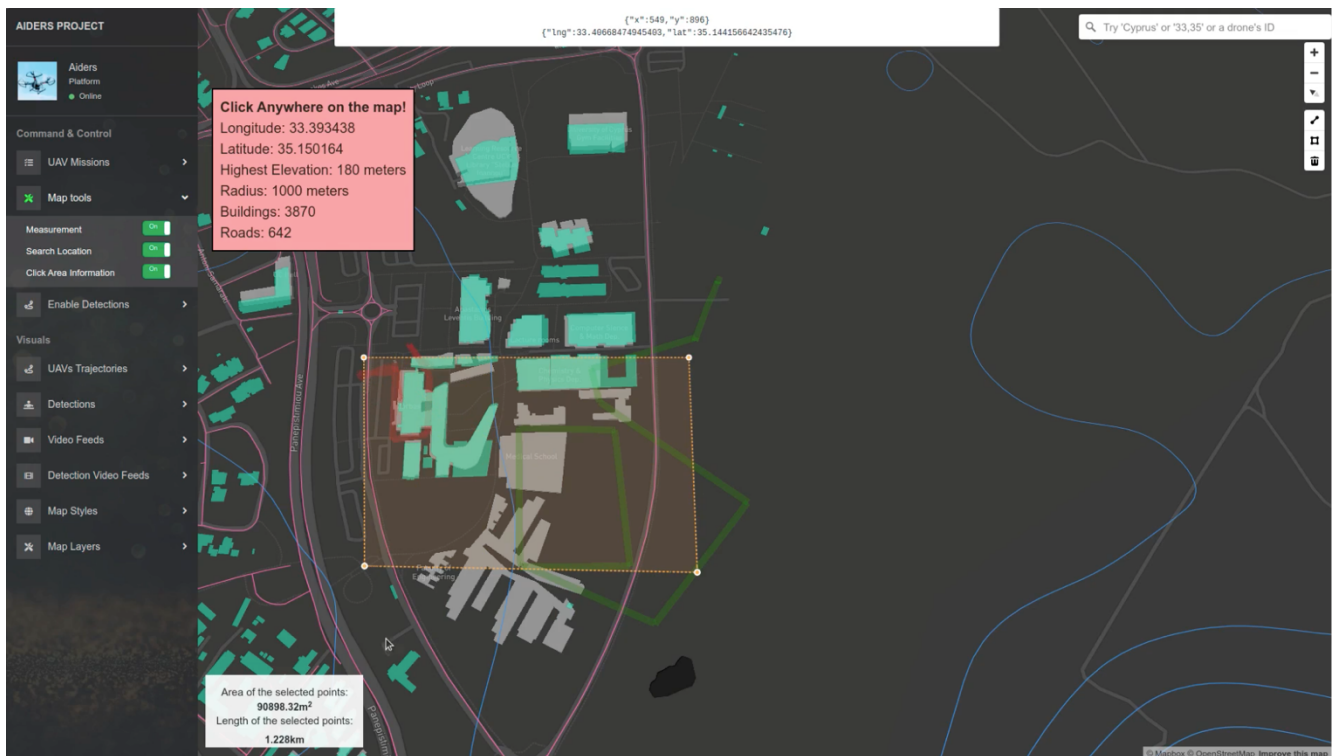 AIDERS PROJECT
{"x":549,"y":896}
{"lng":33.40668474945403,"lat":35.144156642435476}
Try 'Cyprus' or '33,35' or a drone's ID
Aiders
Platform
Online
Command & Control
UAV Missions
Map tools
Measurement
On
Search Location
On
Click Area Information
On
Enable Detections
Visuals
UAVs Trajectories
Detections
Video Feeds
Detection Video Feeds
Map Styles
Map Layers
Click Anywhere on the map!
Longitude: 33.393438
Latitude: 35.150164
Highest Elevation: 180 meters
Radius: 1000 meters
Buildings: 3870
Roads: 642
Panepistimiou Ave
Medical School
Engineering
Area of the selected points:
90898.32m²
Length of the selected points:
1.228km
© Mapbox © OpenStreetMap Improve this map